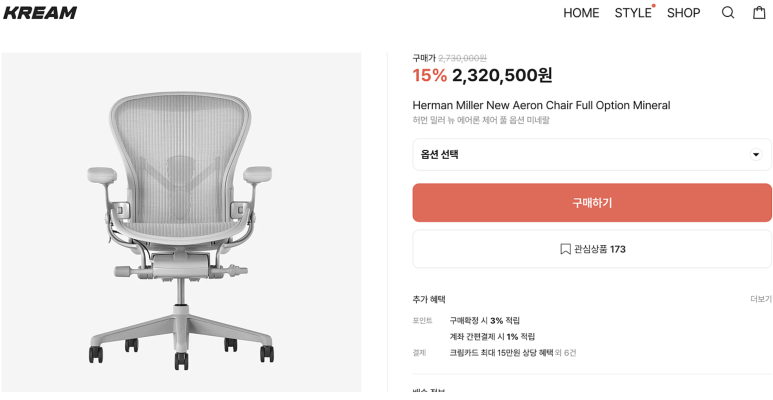 KREAM
HOME STYLE SHOP
구매가 2,730,000원
15% 2,320,500원
Herman Miller New Aeron Chair Full Option Mineral
허먼 밀러 뉴 에어론 체어 풀 옵션 미네랄
옵션 선택
구매하기
관심상품 173
추가 혜택 더보기
포인트 구매확정 시 3% 적립
계좌 간편결제 시 1% 적립
결제 크림카드 최대 15만원 상당 혜택 외 6건